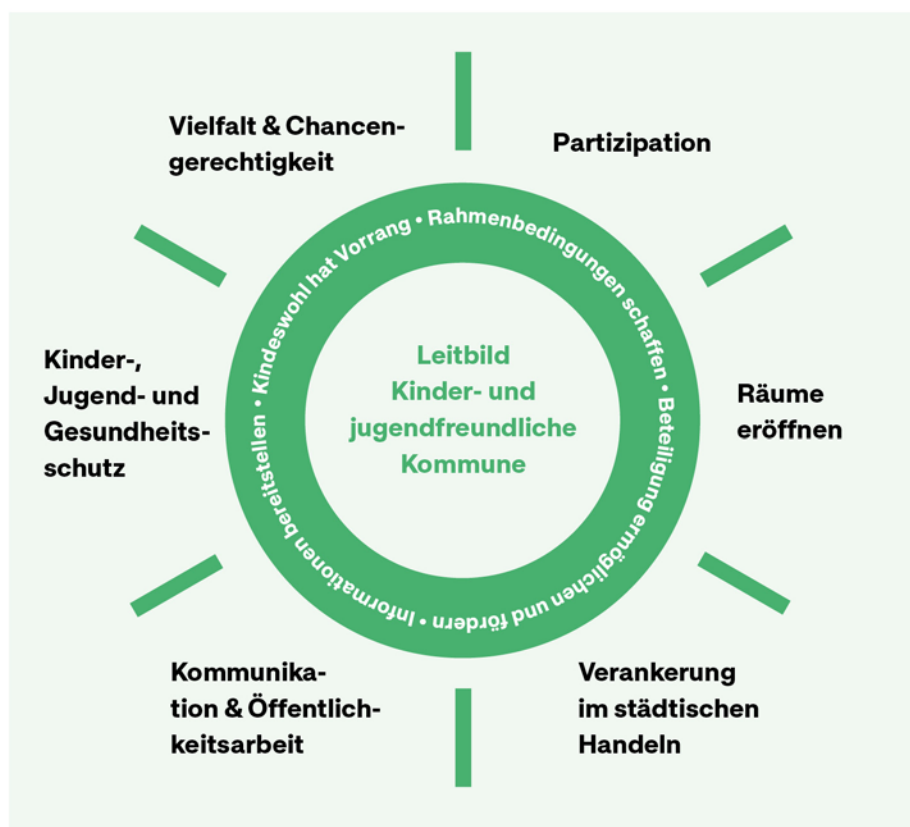 Vielfalt & Chancen-
gerechtigkeit
Partizipation
Kindeswohl hat Vorrang • Rahmenbedingungen schaffen • Beteiligung ermöglichen und fördern • Informationen bereitstellen •
Leitbild
Kinder- und
jugendfreundliche
Kommune
Kinder-,
Jugend- und
Gesundheits-
schutz
Räume
eröffnen
Kommunika-
tion & Öffentlich-
keitsarbeit
Verankerung
im städtischen
Handeln